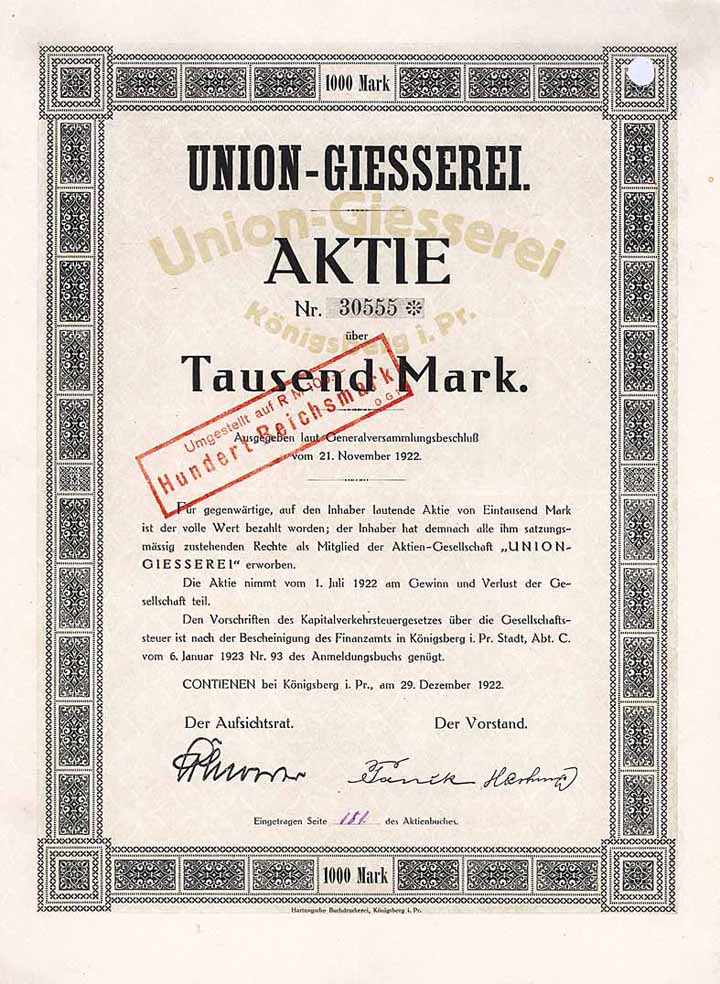 1000 Mark
UNION-GIESSEREI.
Union-Giesserei
AKTIE
Nr. 30555 *
Königsberg i. Pr.
über
Tausend Mark.
Umgestellt auf R.M.
Hundert Reichsmark
Ausgegeben laut Generalversammlungsbeschluß
vom 21. November 1922.
Für gegenwärtige, auf den Inhaber lautende Aktie von Eintausend Mark
ist der volle Wert bezahlt worden; der Inhaber hat demnach alle ihm satzungs-
mässig zustehenden Rechte als Mitglied der Aktien-Gesellschaft „UNION-
GIESSEREI“ erworben.
Die Aktie nimmt vom 1. Juli 1922 am Gewinn und Verlust der Ge-
sellschaft teil.
Den Vorschriften des Kapitalverkehrsteuergesetzes über die Gesellschafts-
steuer ist nach der Bescheinigung des Finanzamts in Königsberg i. Pr. Stadt, Abt. C.
vom 6. Januar 1923 Nr. 93 des Anmeldungsbuchs genügt.
CONTIENEN bei Königsberg i. Pr., am 29. Dezember 1922.
Der Aufsichtsrat. Der Vorstand.
Eingetragen Seite 151. des Aktienbuches.
1000 Mark
Hartungsche Buchdruckerei, Königsberg i. Pr.